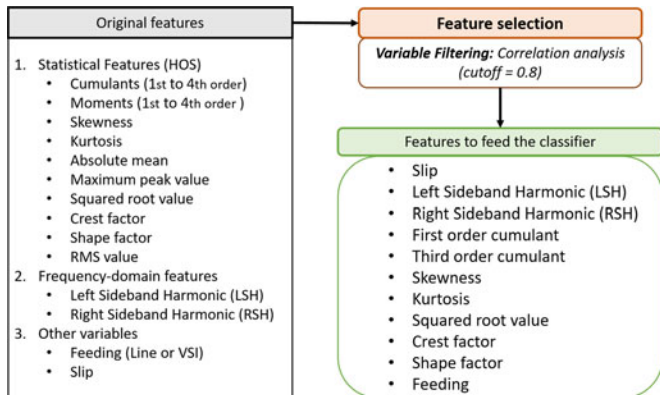 Original features
1. Statistical Features (HOS)
• Cumulants (1st to 4th order)
• Moments (1st to 4th order )
• Skewness
• Kurtosis
• Absolute mean
• Maximum peak value
• Squared root value
• Crest factor
• Shape factor
• RMS value
2. Frequency-domain features
• Left Sideband Harmonic (LSH)
• Right Sideband Harmonic (RSH)
3. Other variables
• Feeding (Line or VSI)
• Slip
Feature selection
Variable Filtering: Correlation analysis
(cutoff = 0.8)
Features to feed the classifier
• Slip
• Left Sideband Harmonic (LSH)
• Right Sideband Harmonic (RSH)
• First order cumulant
• Third order cumulant
• Skewness
• Kurtosis
• Squared root value
• Crest factor
• Shape factor
• Feeding